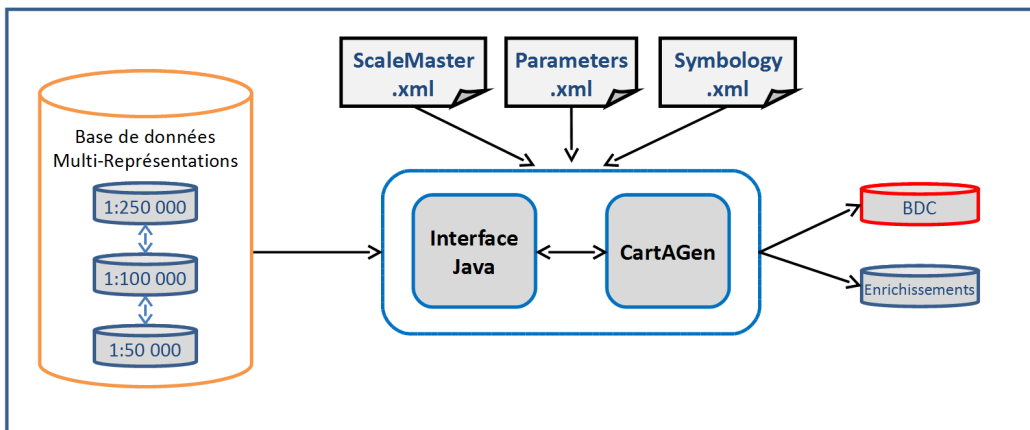 ScaleMaster
.xml
Parameters
.xml
Symbology
.xml
Base de données
Multi-Représentations
1:250 000
1:100 000
1:50 000
Interface
Java
CartAGen
BDC
Enrichissements